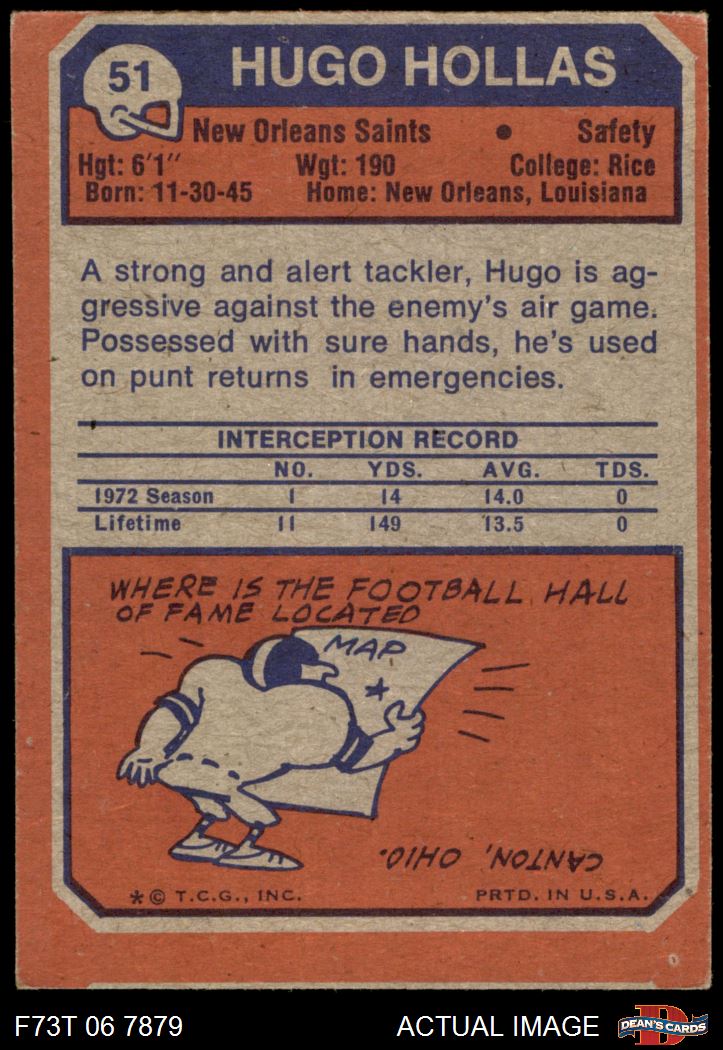 51
HUGO HOLLAS
New Orleans Saints • Safety
Hgt: 6'1" Wgt: 190 College: Rice
Born: 11-30-45 Home: New Orleans, Louisiana
A strong and alert tackler, Hugo is ag-
gressive against the enemy's air game.
Possessed with sure hands, he's used
on punt returns in emergencies.
INTERCEPTION RECORD
NO. YDS. AVG. TDS.
1972 Season 1 14 14.0 0
Lifetime 11 149 13.5 0
WHERE IS THE FOOTBALL HALL
OF FAME LOCATED
MAP
CANTON, OHIO.
* © T.C.G., INC. PRTD. IN U.S.A.
F73T 06 7879 ACTUAL IMAGE
D
DEAN'S CARDS